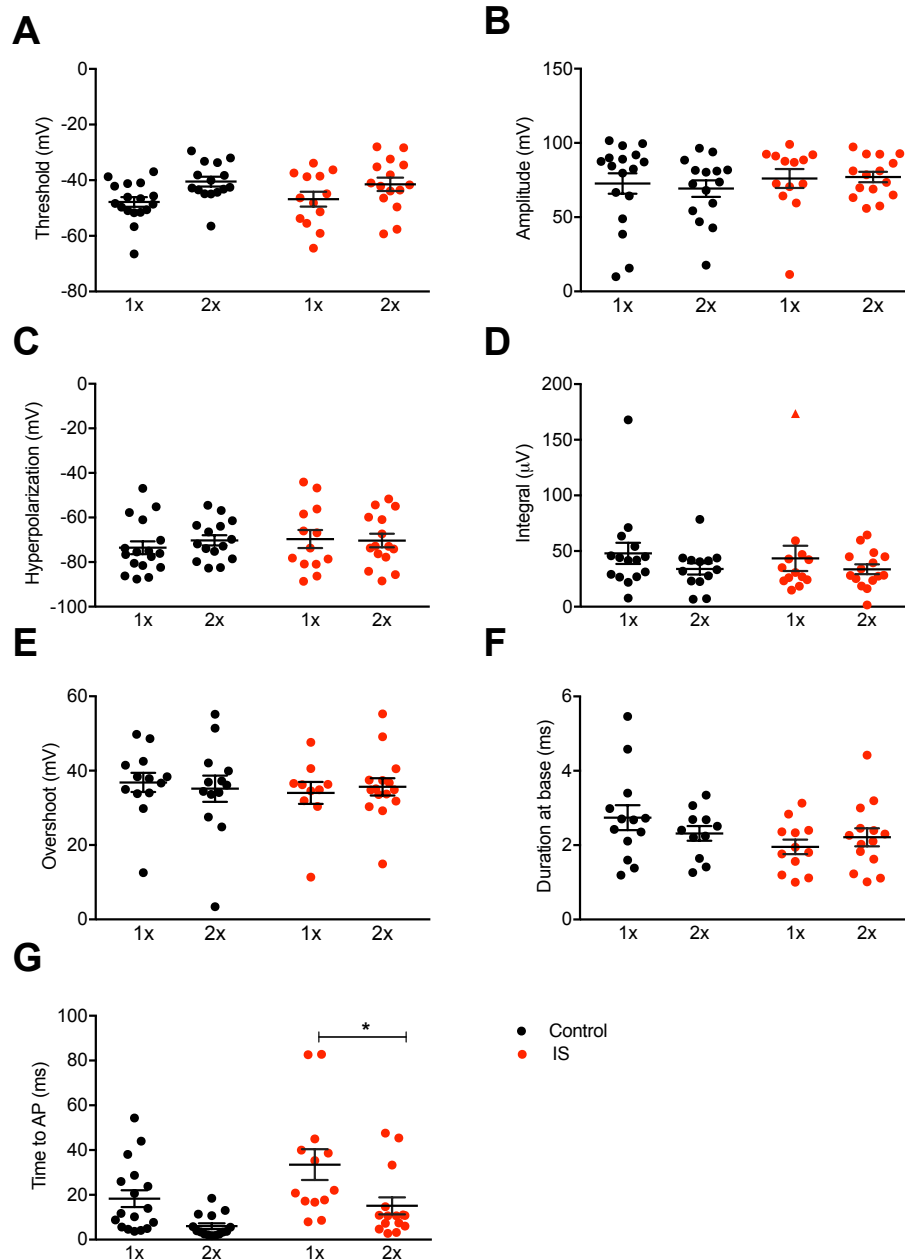 A
B
0
-20
-40
-60
-80
Threshold (mV)
1x 2x 1x 2x
150
100
50
0
Amplitude (mV)
1x 2x 1x 2x
C
D
0
-20
-40
-60
-80
-100
Hyperpolarization (mV)
1x 2x 1x 2x
200
150
100
50
0
Integral (μV)
1x 2x 1x 2x
E
F
60
40
20
0
Overshoot (mV)
1x 2x 1x 2x
6
4
2
0
Duration at base (ms)
1x 2x 1x 2x
G
100
80
60
40
20
0
Time to AP (ms)
*
1x 2x 1x 2x
Control
IS